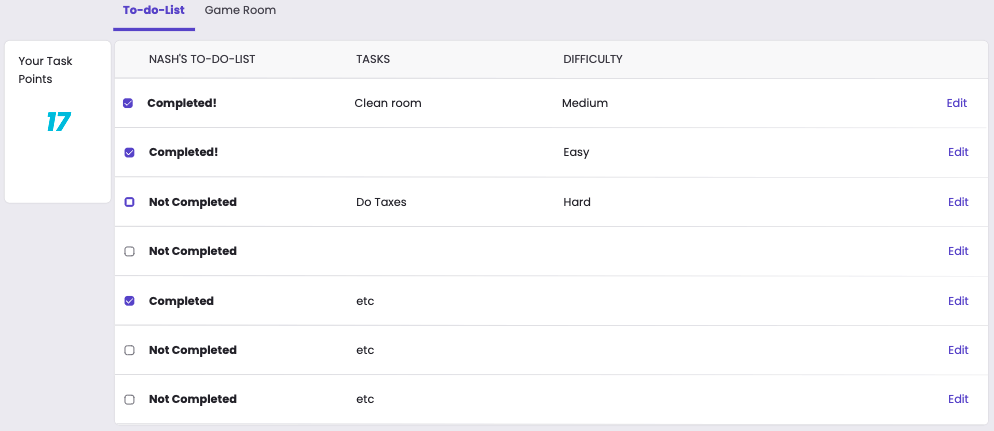 To-do-List Game Room
Your Task
Points
17
NASH'S TO-DO-LIST TASKS DIFFICULTY
Completed! Clean room Medium Edit
Completed! Easy Edit
Not Completed Do Taxes Hard Edit
Not Completed Edit
Completed etc Edit
Not Completed etc Edit
Not Completed etc Edit